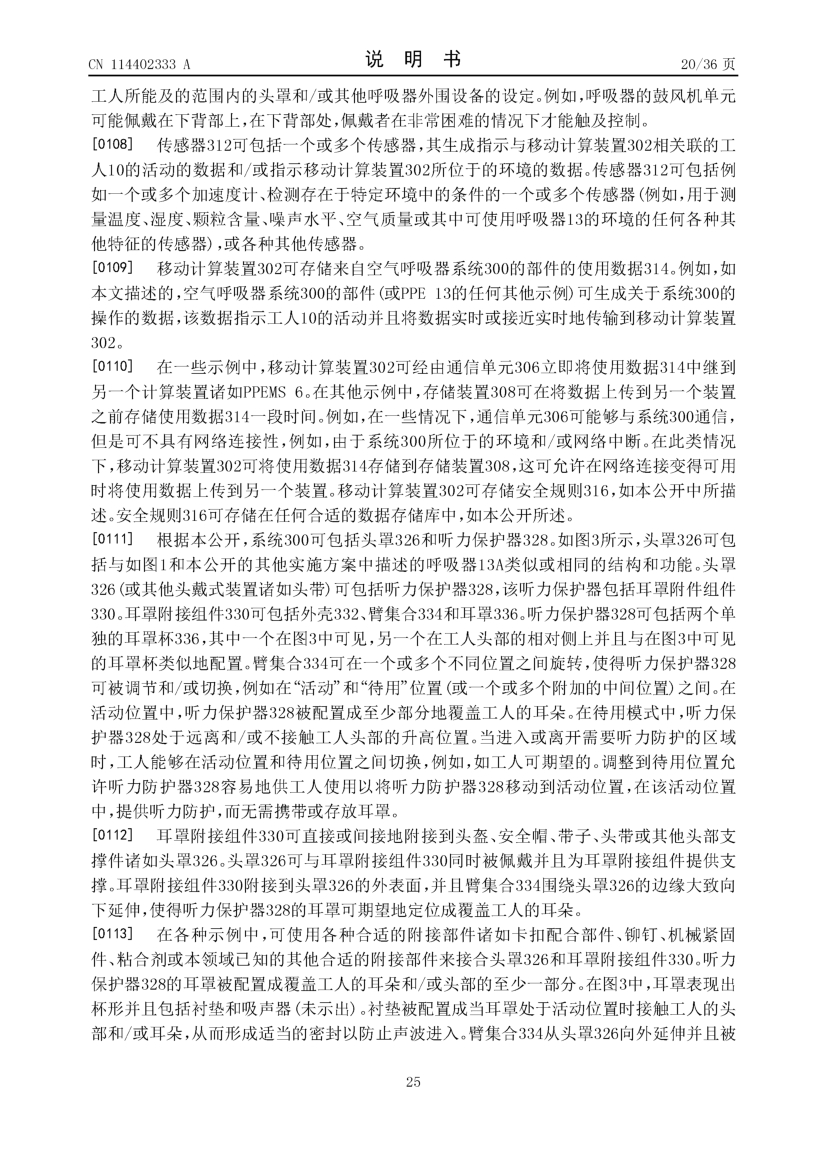 CN 114402333 A
说 明 书
20/36 页
工人所能及的范围内的头罩和/或其他呼吸器外围设备的设定。例如,呼吸器的鼓风机单元
可能佩戴在下背部上,在下背部处,佩戴者在非常困难的情况下才能触及控制。
[0108] 传感器312可包括一个或多个传感器,其生成指示与移动计算装置302相关联的工
人10的活动的数据和/或指示移动计算装置302所位于的环境的数据。传感器312可包括例
如一个或多个加速度计、检测存在于特定环境中的条件的一个或多个传感器(例如,用于测
量温度、湿度、颗粒含量、噪声水平、空气质量或其中可使用呼吸器13的环境的任何各种其
他特征的传感器),或各种其他传感器。
[0109] 移动计算装置302可存储来自空气呼吸器系统300的部件的使用数据314。例如,如
本文描述的,空气呼吸器系统300的部件(或PPE 13的任何其他示例)可生成关于系统300的
操作的数据,该数据指示工人10的活动并且将数据实时或接近实时地传输到移动计算装置
302。
[0110] 在一些示例中,移动计算装置302可经由通信单元306立即将使用数据314中继到
另一个计算装置诸如PPEMS 6。在其他示例中,存储装置308可在将数据上传到另一个装置
之前存储使用数据314一段时间。例如,在一些情况下,通信单元306可能够与系统300通信,
但是可不具有网络连接性,例如,由于系统300所位于的环境和/或网络中断。在此类情况
下,移动计算装置302可将使用数据314存储到存储装置308,这可允许在网络连接变得可用
时将使用数据上传到另一个装置。移动计算装置302可存储安全规则316,如本公开中所描
述。安全规则316可存储在任何合适的数据存储库中,如本公开所述。
[0111] 根据本公开,系统300可包括头罩326和听力保护器328。如图3所示,头罩326可包
括与如图1和本公开的其他实施方案中描述的呼吸器13A类似或相同的结构和功能。头罩
326(或其他头戴式装置诸如头带)可包括听力保护器328,该听力保护器包括耳罩附件组件
330。耳罩附接组件330可包括外壳332、臂集合334和耳罩336。听力保护器328可包括两个单
独的耳罩杯336,其中一个在图3中可见,另一个在工人头部的相对侧上并且与在图3中可见
的耳罩杯类似地配置。臂集合334可在一个或多个不同位置之间旋转,使得听力保护器328
可被调节和/或切换,例如在“活动”和“待用”位置(或一个或多个附加的中间位置)之间。在
活动位置中,听力保护器328被配置成至少部分地覆盖工人的耳朵。在待用模式中,听力保
护器328处于远离和/或不接触工人头部的升高位置。当进入或离开需要听力防护的区域
时,工人能够在活动位置和待用位置之间切换,例如,如工人可期望的。调整到待用位置允
许听力防护器328容易地供工人使用以将听力防护器328移动到活动位置,在该活动位置
中,提供听力防护,而无需携带或存放耳罩。
[0112] 耳罩附接组件330可直接或间接地附接到头盔、安全帽、带子、头带或其他头部支
撑件诸如头罩326。头罩326可与耳罩附接组件330同时被佩戴并且为耳罩附接组件提供支
撑。耳罩附接组件330附接到头罩326的外表面,并且臂集合334围绕头罩326的边缘大致向
下延伸,使得听力保护器328的耳罩可期望地定位成覆盖工人的耳朵。
[0113] 在各种示例中,可使用各种合适的附接部件诸如卡扣配合部件、铆钉、机械紧固
件、粘合剂或本领域已知的其他合适的附接部件来接合头罩326和耳罩附接组件330。听力
保护器328的耳罩被配置成覆盖工人的耳朵和/或头部的至少一部分。在图3中,耳罩表现出
杯形并且包括衬垫和吸声器(未示出)。衬垫被配置成当耳罩处于活动位置时接触工人的头
部和/或耳朵,从而形成适当的密封以防止声波进入。臂集合334从头罩326向外延伸并且被
25